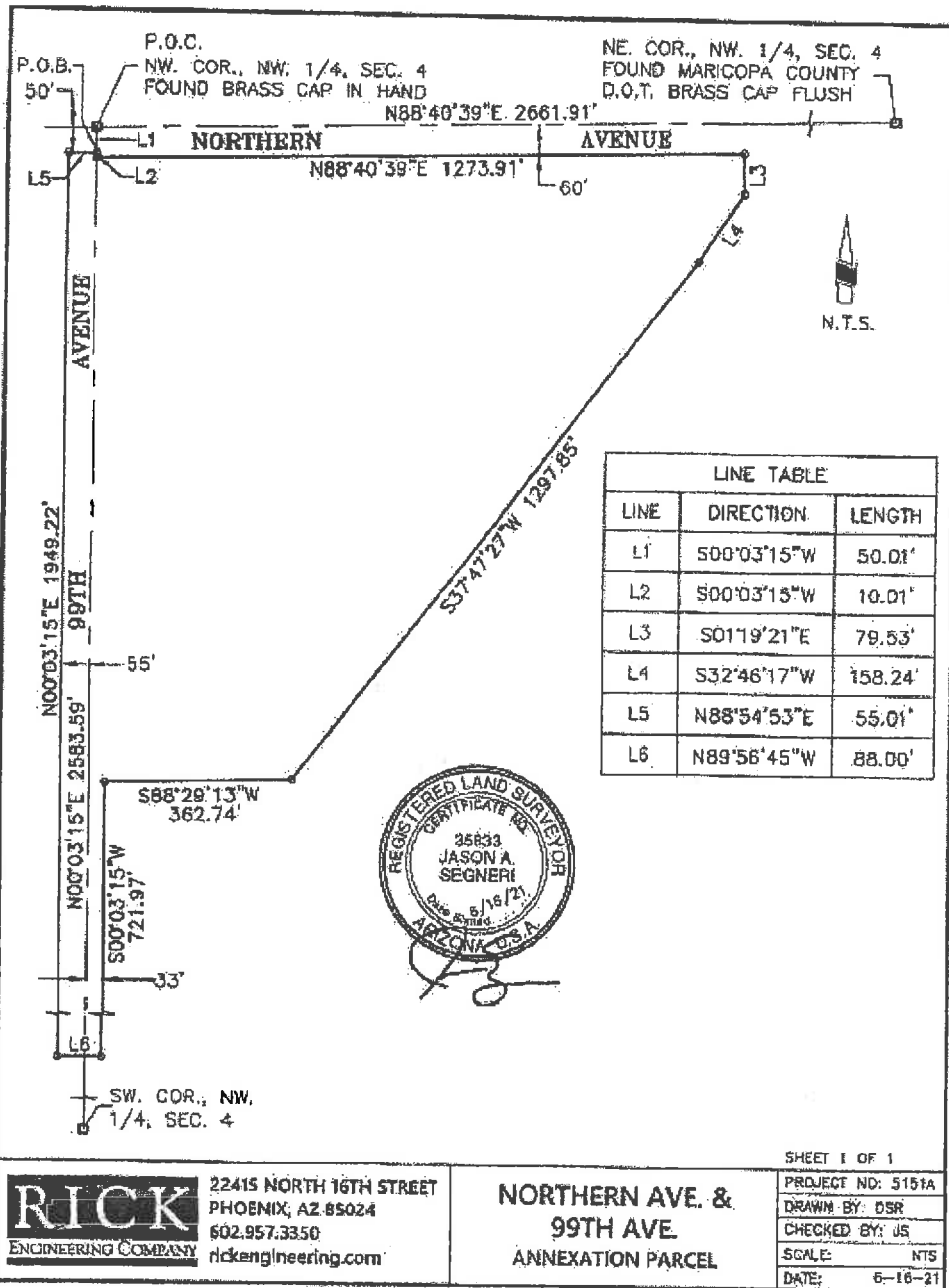 P.O.C.
NW. COR., NW. 1/4, SEC. 4
FOUND BRASS CAP IN HAND
P.O.B.
50'
NE. COR., NW. 1/4, SEC. 4
FOUND MARICOPA COUNTY
D.O.T. BRASS CAP FLUSH
N88°40'39"E 2661.91'
L1
NORTHERN AVENUE
L5
L2
N88°40'39"E 1273.91'
60'
L3
L4
N.T.S.
99TH AVENUE
N00°03'15"E 1949.22'
N00°03'15"E 2583.59'
55'
S37°47'27"W 1297.85'
S88°29'13"W
362.74'
S00°03'15"W
721.97'
33'
L6
SW. COR., NW.
1/4, SEC. 4
LINE TABLE
LINE DIRECTION LENGTH
L1 S00°03'15"W 50.01'
L2 S00°03'15"W 10.01'
L3 S01°19'21"E 79.53'
L4 S32°46'17"W 158.24'
L5 N88°54'53"E 55.01'
L6 N89°56'45"W 88.00'
REGISTERED LAND SURVEYOR
CERTIFICATE NO.
35833
JASON A.
SEGNERI
Date Signed
ARIZONA, U.S.A.
RICK
ENGINEERING COMPANY
22415 NORTH 16TH STREET
PHOENIX, AZ 85024
602.957.3350
rickengineering.com
NORTHERN AVE. &
99TH AVE.
ANNEXATION PARCEL
SHEET 1 OF 1
PROJECT NO: 5151A
DRAWN BY: DSR
CHECKED BY: JS
SCALE: NTS
DATE: 6-16-21